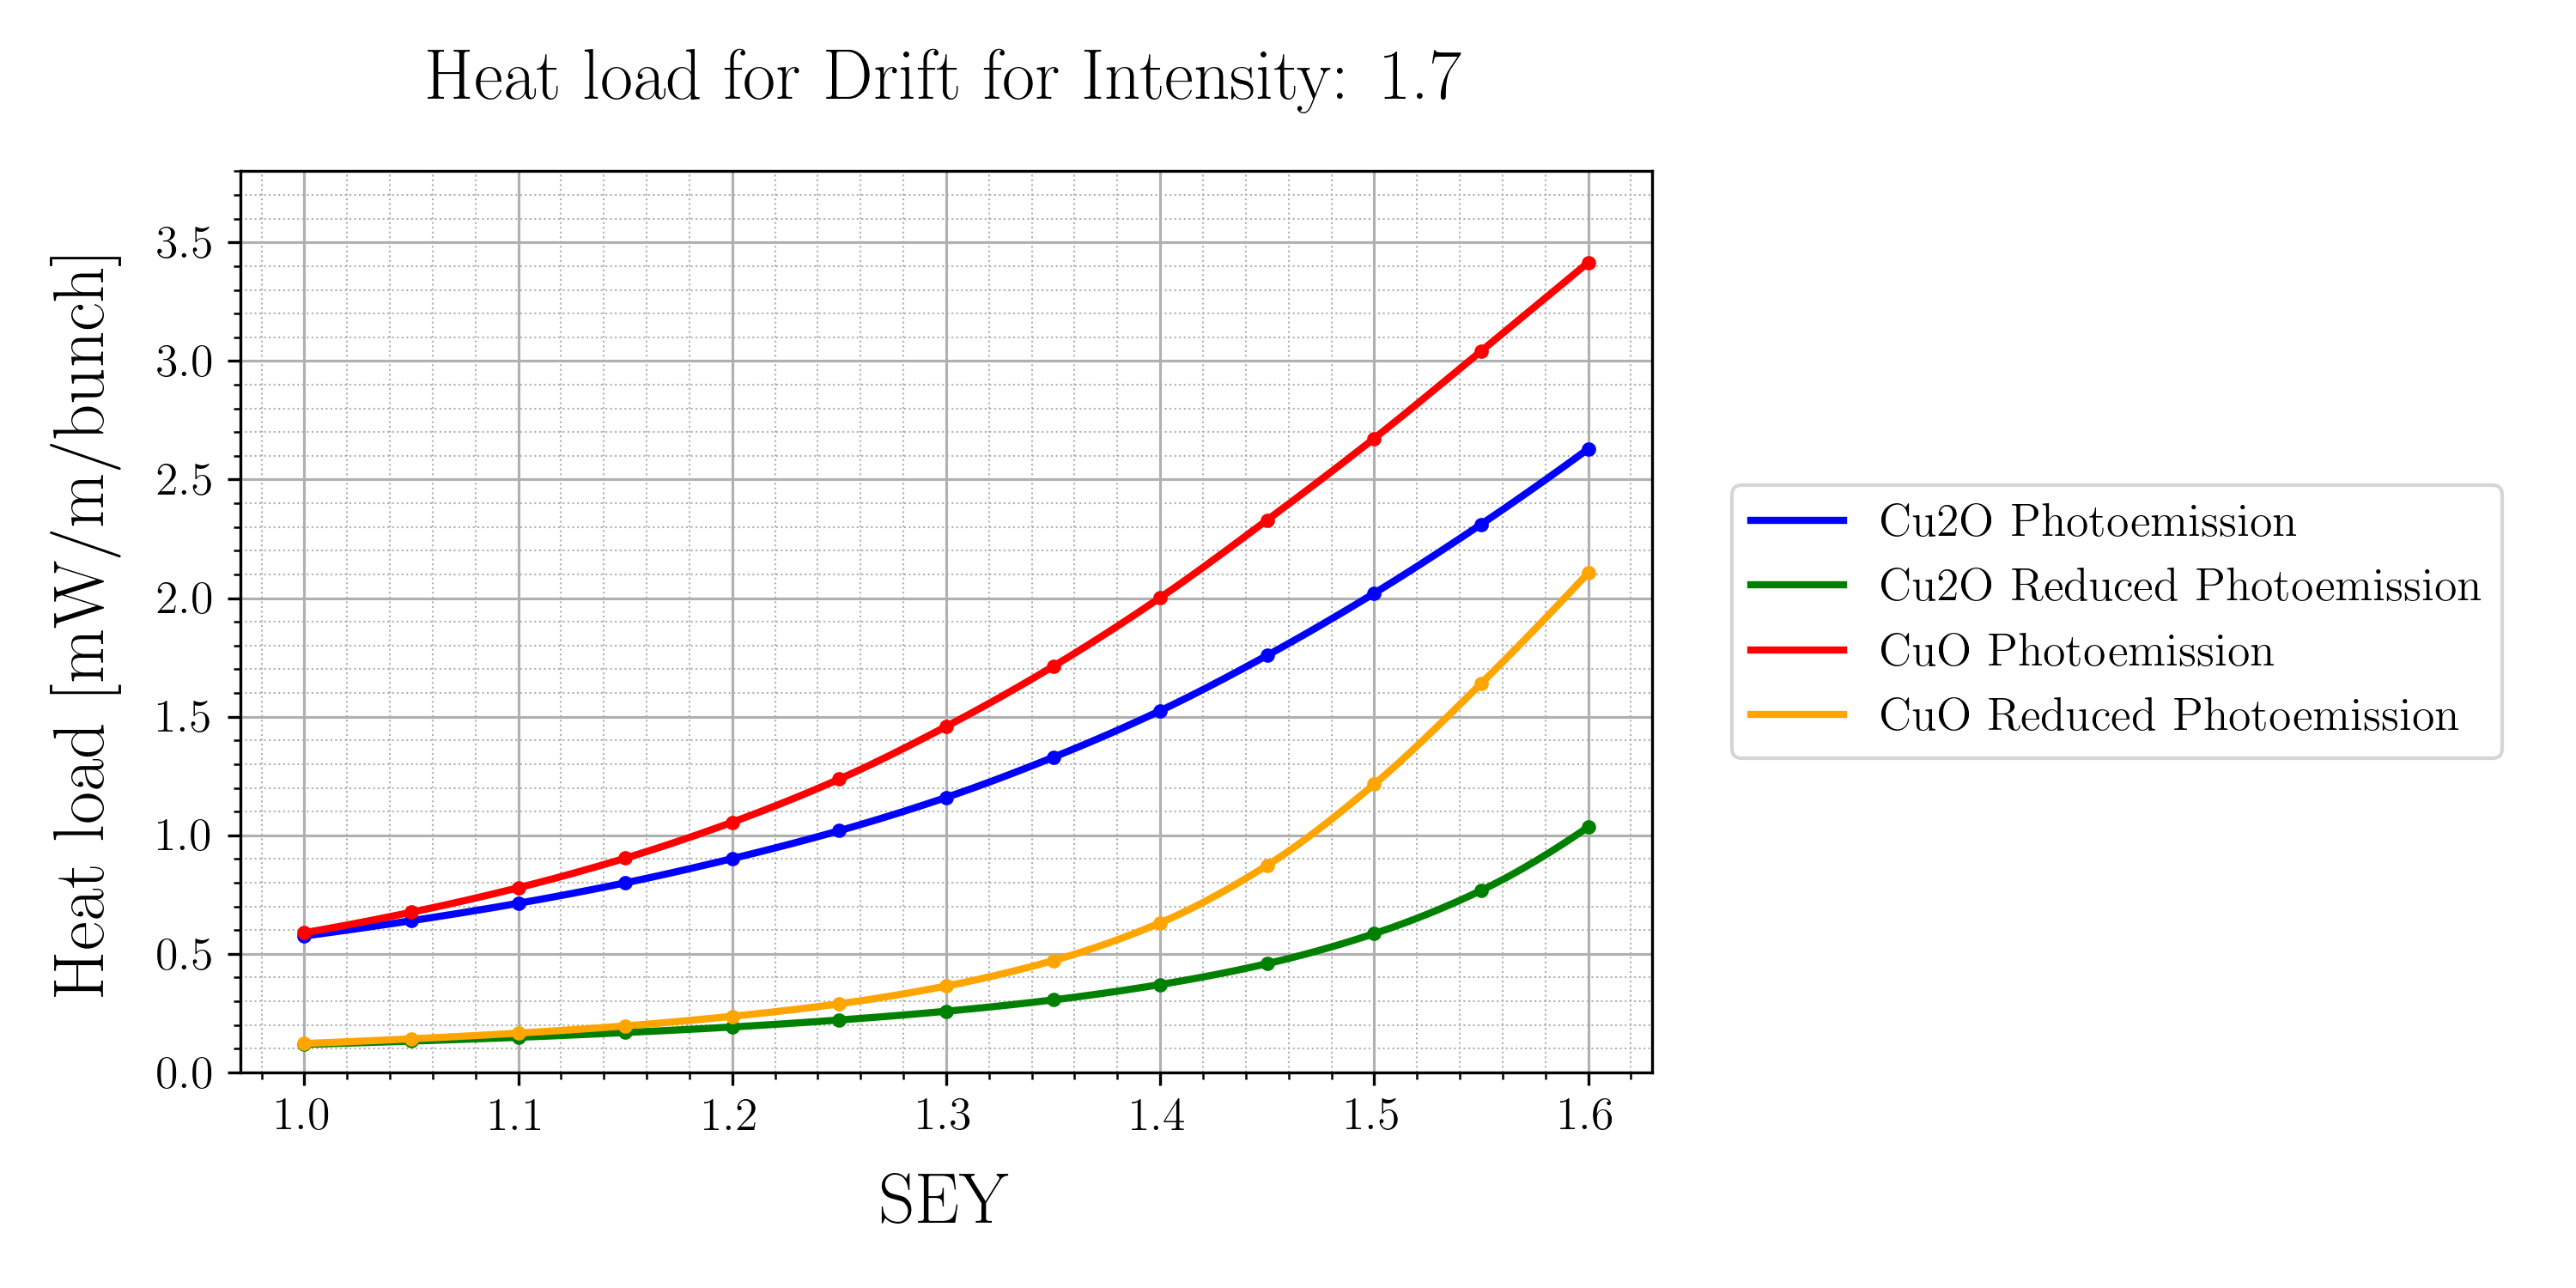 Heat load for Drift for Intensity: 1.7
Heat load [mW/m/bunch]
3.5
3.0
2.5
2.0
1.5
1.0
0.5
0.0
1.0 1.1 1.2 1.3 1.4 1.5 1.6
SEY
Cu2O Photoemission
Cu2O Reduced Photoemission
CuO Photoemission
CuO Reduced Photoemission